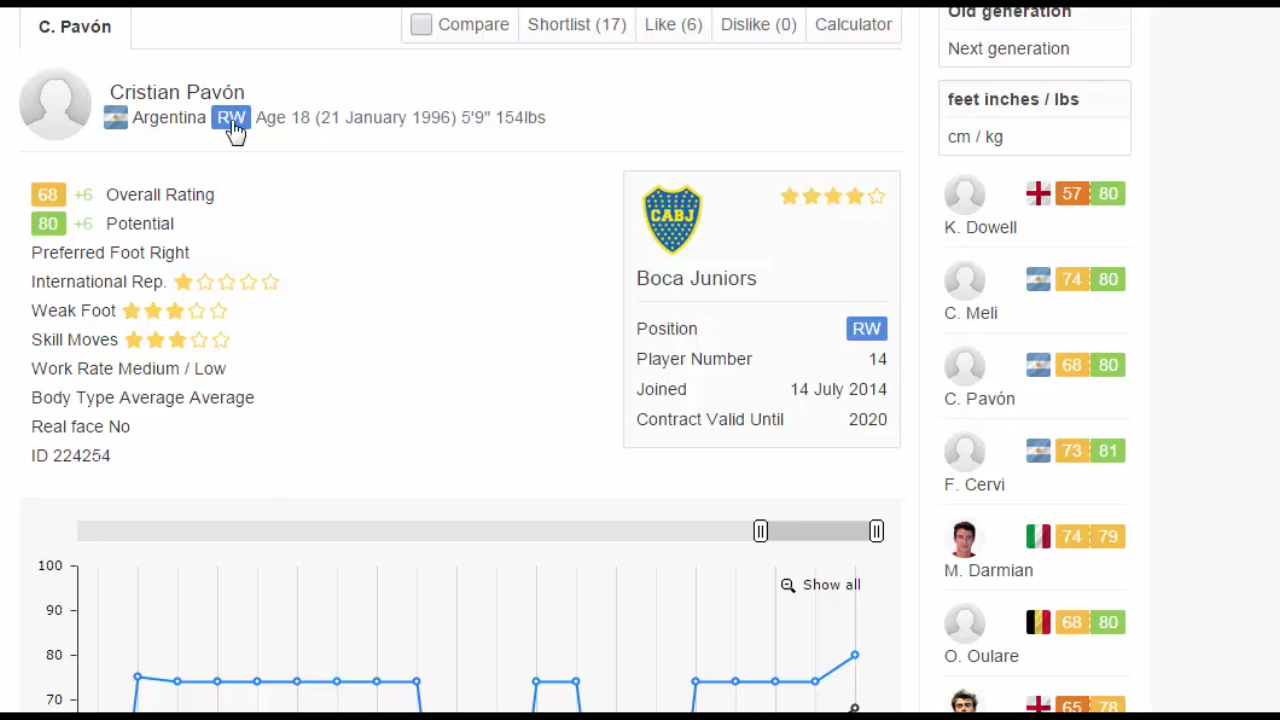 C. Pavón
Compare
Shortlist (17)
Like (6)
Dislike (0)
Calculator
Cristian Pavón
Argentina RW Age 18 (21 January 1996) 5'9" 154lbs
68 +6 Overall Rating
80 +6 Potential
Preferred Foot Right
International Rep.
Weak Foot
Skill Moves
Work Rate Medium / Low
Body Type Average Average
Real face No
ID 224254
CABJ
Boca Juniors
Position RW
Player Number 14
Joined 14 July 2014
Contract Valid Until 2020
Show all
100
90
80
70
Old generation
Next generation
feet inches / lbs
cm / kg
57 80
K. Dowell
74 80
C. Meli
68 80
C. Pavón
73 81
F. Cervi
74 79
M. Darmian
68 80
O. Oulare
65 78